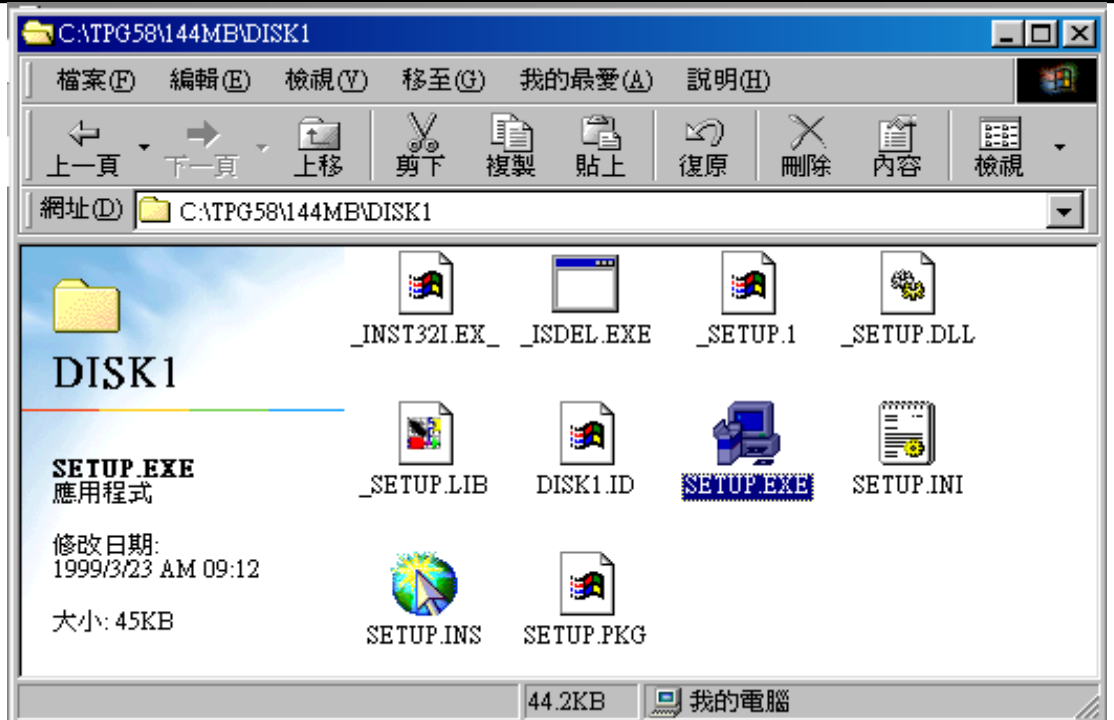 C:\TPG58\144MB\DISK1
檔案(F) 編輯(E) 檢視(V) 移至(G) 我的最愛(A) 說明(H)
上一頁 下一頁 上移 剪下 複製 貼上 復原 刪除 內容 檢視
網址(D) C:\TPG58\144MB\DISK1
_INST32I.EX_ _ISDEL.EXE _SETUP.1 _SETUP.DLL
DISK1
_SETUP.LIB DISK1.ID SETUP.EXE SETUP.INI
SETUP.EXE
應用程式
修改日期:
1999/3/23 AM 09:12
大小: 45KB
SETUP.INS SETUP.PKG
44.2KB 我的電腦